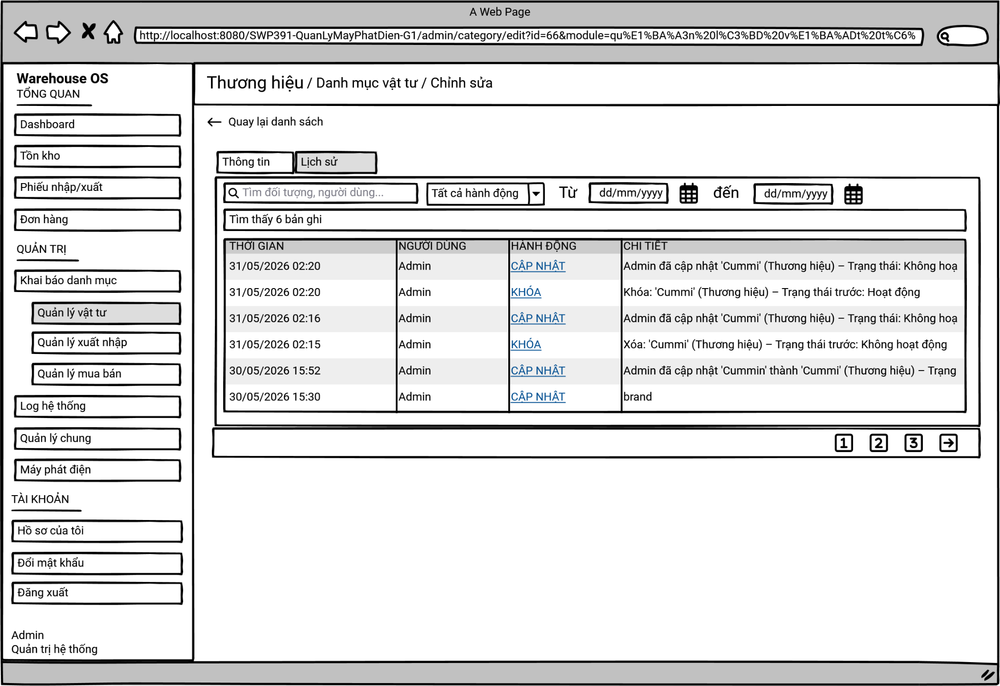 A Web Page
http://localhost:8080/SWP391-QuanLyMayPhatDien-G1/admin/category/edit?id=66&module=qu%E1%BA%A3n%20l%C3%BD%20v%E1%BA%ADt%20t%C6%
Warehouse OS
TỔNG QUAN
Dashboard
Tồn kho
Phiếu nhập/xuất
Đơn hàng
QUẢN TRỊ
Khai báo danh mục
Quản lý vật tư
Quản lý xuất nhập
Quản lý mua bán
Log hệ thống
Quản lý chung
Máy phát điện
TÀI KHOẢN
Hồ sơ của tôi
Đổi mật khẩu
Đăng xuất
Admin
Quản trị hệ thống
Thương hiệu / Danh mục vật tư / Chỉnh sửa
Quay lại danh sách
Thông tin Lịch sử
Tìm đối tượng, người dùng... Tất cả hành động Từ dd/mm/yyyy đến dd/mm/yyyy
Tìm thấy 6 bản ghi
THỜI GIAN NGƯỜI DÙNG HÀNH ĐỘNG CHI TIẾT
31/05/2026 02:20 Admin CẬP NHẬT Admin đã cập nhật 'Cummi' (Thương hiệu) – Trạng thái: Không hoạ
31/05/2026 02:20 Admin KHÓA Khóa: 'Cummi' (Thương hiệu) – Trạng thái trước: Hoạt động
31/05/2026 02:16 Admin CẬP NHẬT Admin đã cập nhật 'Cummi' (Thương hiệu) – Trạng thái: Không hoạ
31/05/2026 02:15 Admin KHÓA Xóa: 'Cummi' (Thương hiệu) – Trạng thái trước: Không hoạt động
30/05/2026 15:52 Admin CẬP NHẬT Admin đã cập nhật 'Cummin' thành 'Cummi' (Thương hiệu) – Trạng
30/05/2026 15:30 Admin CẬP NHẬT brand
1 2 3